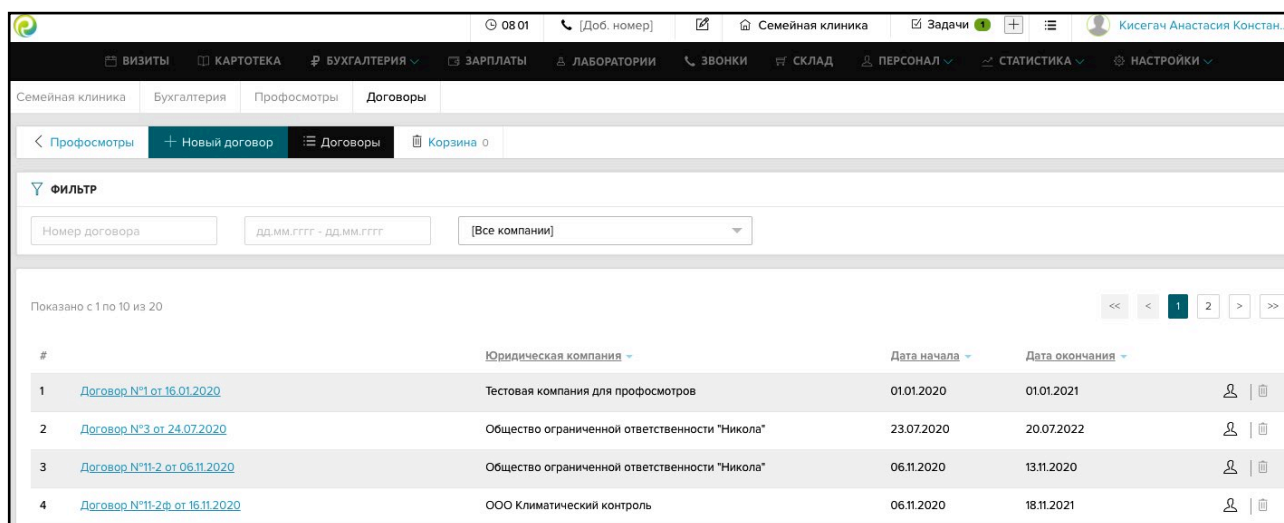 08 01 [Доб. номер] Семейная клиника Задачи 1 Кисегач Анастасия Констан...
ВИЗИТЫ КАРТОТЕКА БУХГАЛТЕРИЯ ЗАРПЛАТЫ ЛАБОРАТОРИИ ЗВОНКИ СКЛАД ПЕРСОНАЛ СТАТИСТИКА НАСТРОЙКИ
Семейная клиника Бухгалтерия Профосмотры Договоры
< Профосмотры + Новый договор Договоры Корзина 0
ФИЛЬТР
Номер договора дд.мм.гггг - дд.мм.гггг [Все компании]
Показано с 1 по 10 из 20 << < 1 2 > >>
# Юридическая компания Дата начала Дата окончания
1 Договор №1 от 16.01.2020 Тестовая компания для профосмотров 01.01.2020 01.01.2021
2 Договор №3 от 24.07.2020 Общество ограниченной ответственности "Никола" 23.07.2020 20.07.2022
3 Договор №11-2 от 06.11.2020 Общество ограниченной ответственности "Никола" 06.11.2020 13.11.2020
4 Договор №11-2ф от 16.11.2020 ООО Климатический контроль 06.11.2020 18.11.2021